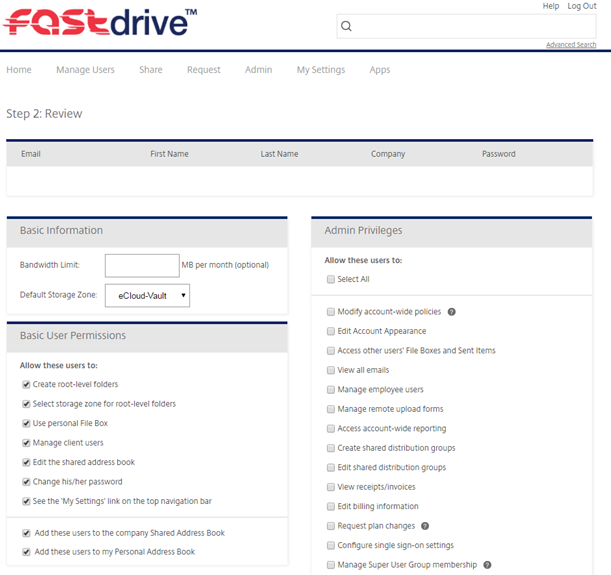 Fastdrive™
Help Log Out
Advanced Search
Home Manage Users Share Request Admin My Settings Apps
Step 2: Review
Email First Name Last Name Company Password
Basic Information
Bandwidth Limit: MB per month (optional)
Default Storage Zone: eCloud-Vault
Basic User Permissions
Allow these users to:
Create root-level folders
Select storage zone for root-level folders
Use personal File Box
Manage client users
Edit the shared address book
Change his/her password
See the 'My Settings' link on the top navigation bar
Add these users to the company Shared Address Book
Add these users to my Personal Address Book
Admin Privileges
Allow these users to:
Select All
Modify account-wide policies ?
Edit Account Appearance
Access other users' File Boxes and Sent Items
View all emails
Manage employee users
Manage remote upload forms
Access account-wide reporting
Create shared distribution groups
Edit shared distribution groups
View receipts/invoices
Edit billing information
Request plan changes ?
Configure single sign-on settings
Manage Super User Group membership ?